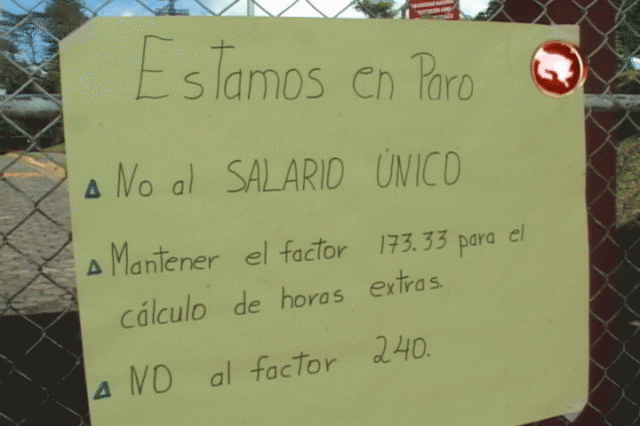 Estamos en Paro
No al SALARIO ÚNICO
Mantener el factor 173.33 para el
cálculo de horas extras.
NO al factor 240.